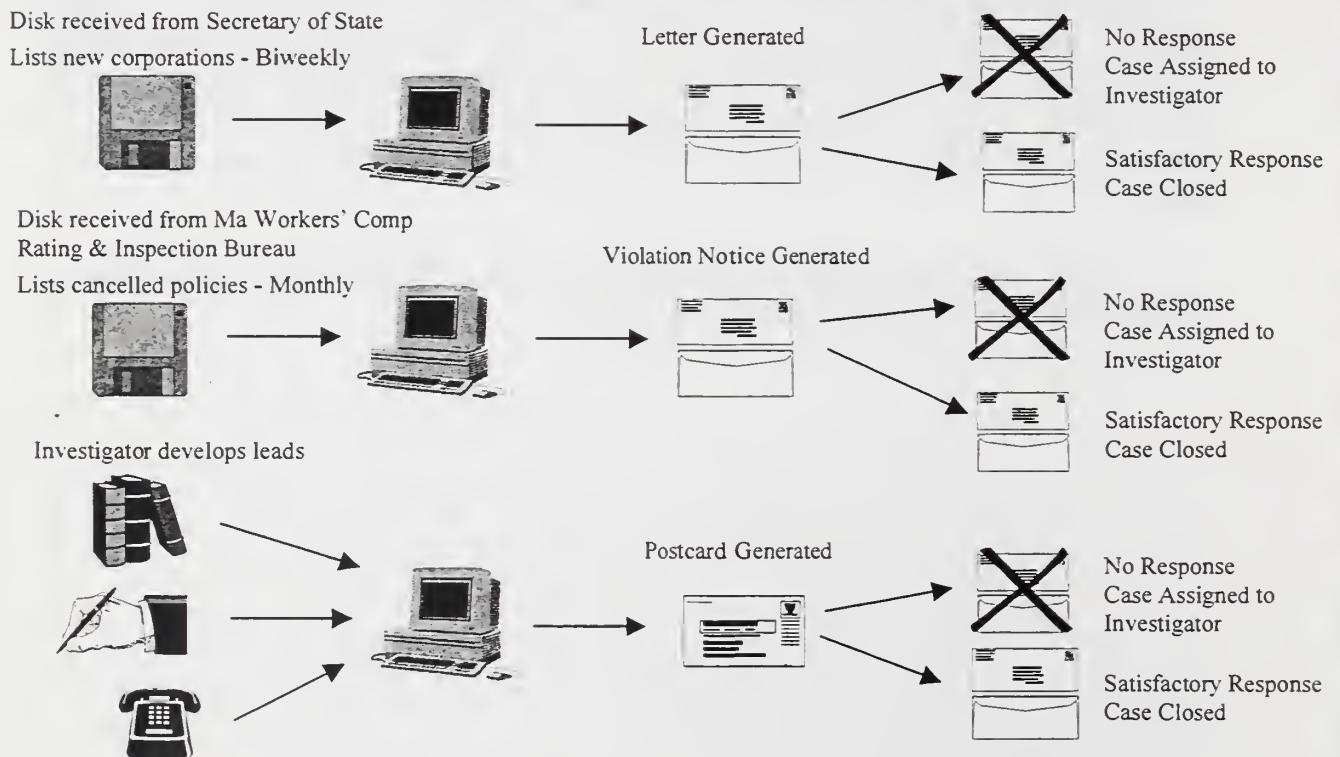 Disk received from Secretary of State
Lists new corporations - Biweekly
Letter Generated
No Response
Case Assigned to
Investigator
Satisfactory Response
Case Closed
Disk received from Ma Workers' Comp
Rating & Inspection Bureau
Lists cancelled policies - Monthly
Violation Notice Generated
No Response
Case Assigned to
Investigator
Satisfactory Response
Case Closed
Investigator develops leads
Postcard Generated
No Response
Case Assigned to
Investigator
Satisfactory Response
Case Closed